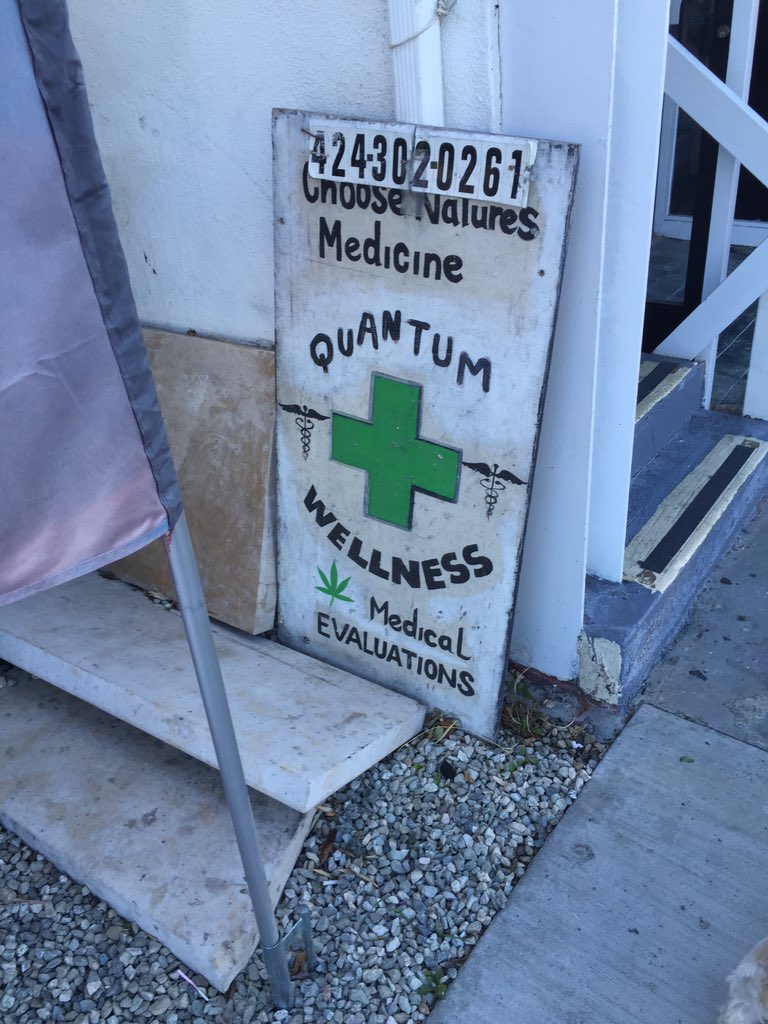 424-302-0261
Choose Natures
Medicine
QUANTUM
WELLNESS
Medical
EVALUATIONS